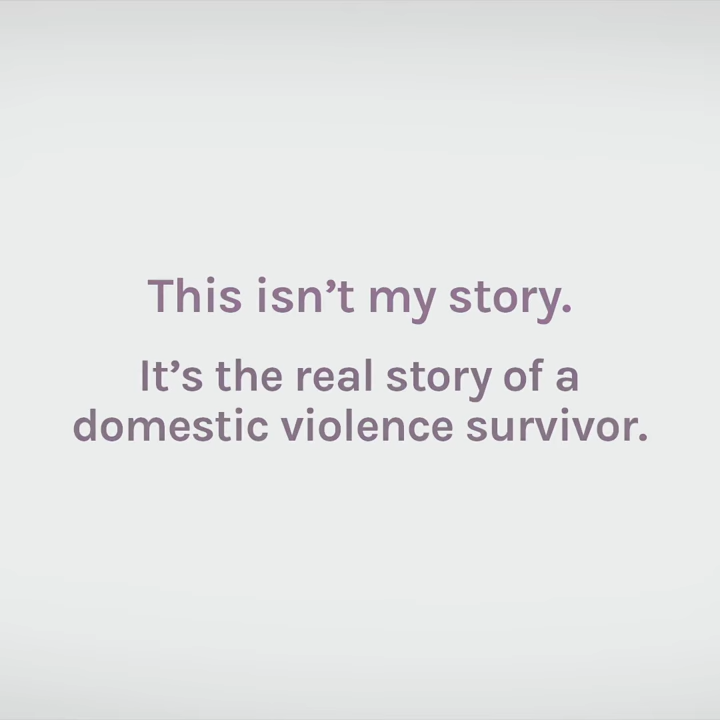 This isn’t my story.
It’s the real story of a
domestic violence survivor.